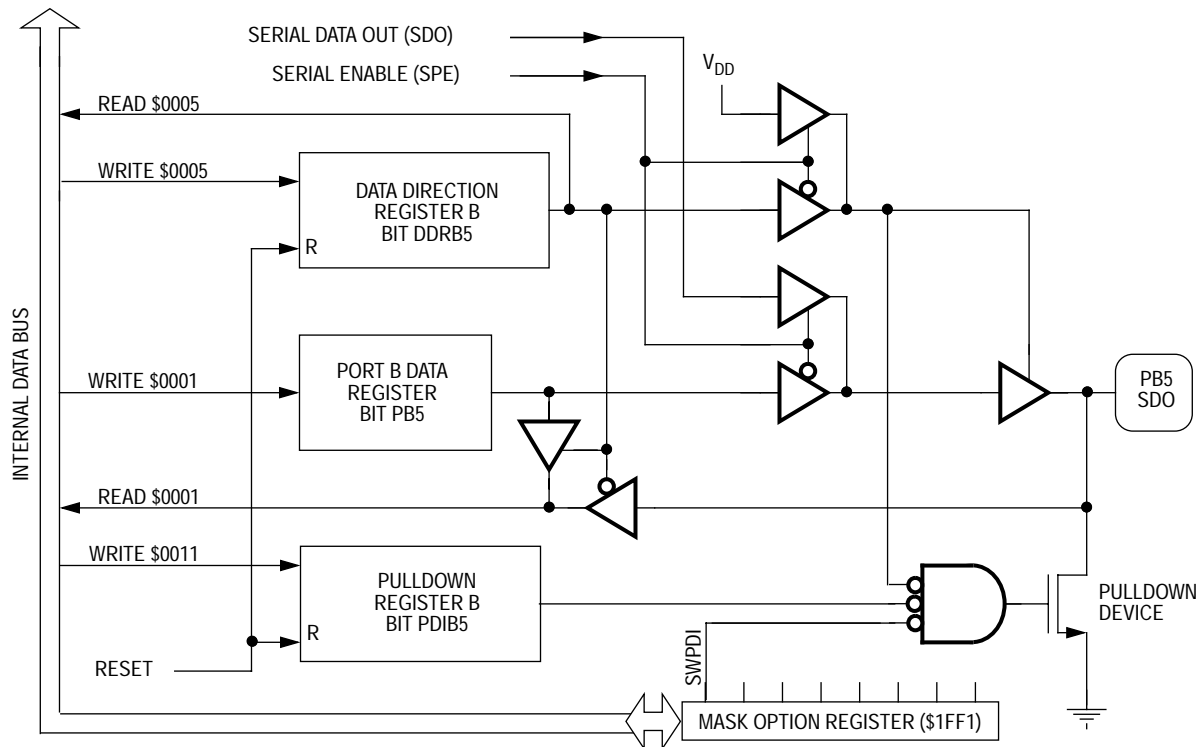 SERIAL DATA OUT (SDO)
SERIAL ENABLE (SPE)
VDD
READ $0005
WRITE $0005
DATA DIRECTION
REGISTER B
BIT DDRB5
R
INTERNAL DATA BUS
WRITE $0001
PORT B DATA
REGISTER
BIT PB5
PB5
SDO
READ $0001
WRITE $0011
PULLDOWN
REGISTER B
BIT PDIB5
R
PULLDOWN
DEVICE
RESET
SWPDI
MASK OPTION REGISTER ($1FF1)